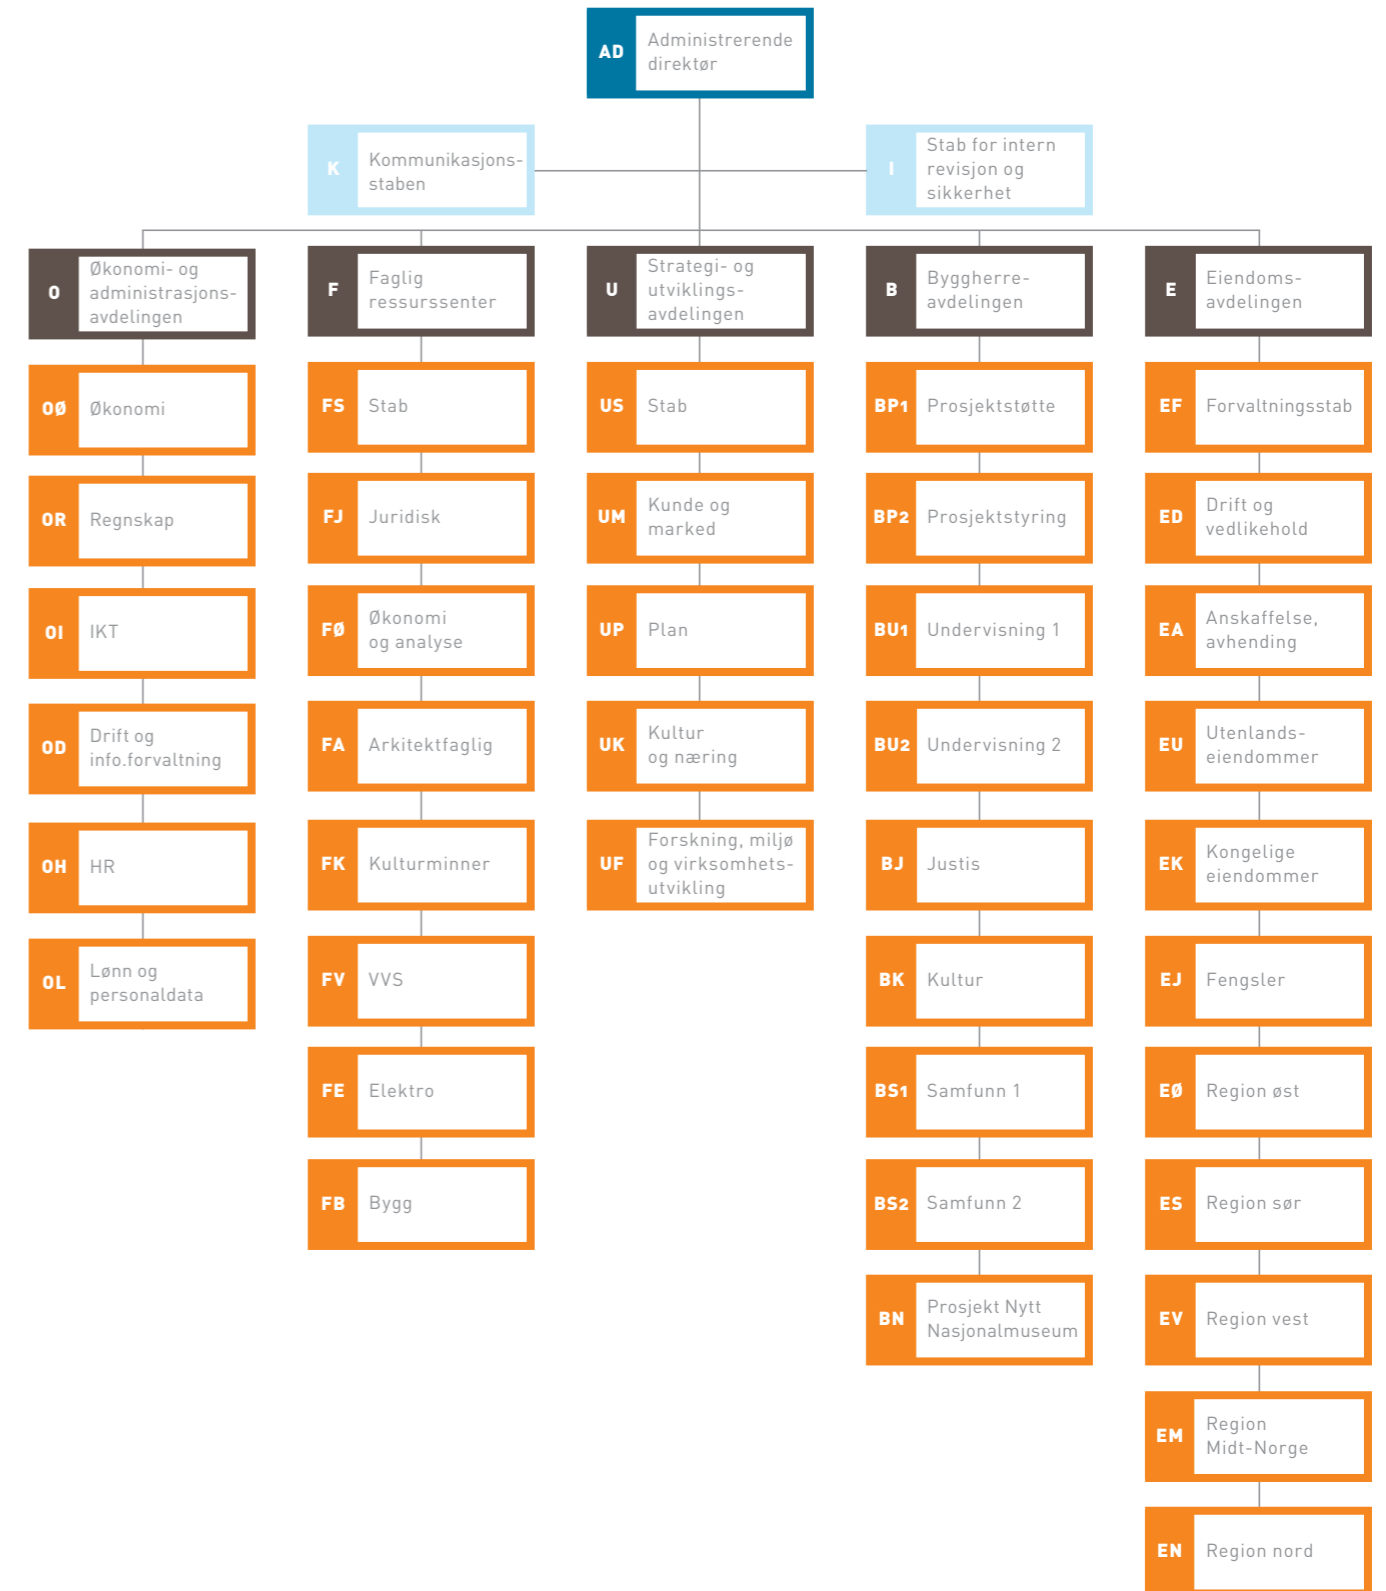 AD
Administrerende
direktør
K
Kommunikasjons-
staben
I
Stab for intern
revisjon og
sikkerhet
O
Økonomi- og
administrasjons-
avdelingen
OØ
Økonomi
OR
Regnskap
OI
IKT
OD
Drift og
info.forvaltning
OH
HR
OL
Lønn og
personaldata
F
Faglig
ressurssenter
FS
Stab
FJ
Juridisk
FØ
Økonomi
og analyse
FA
Arkitektfaglig
FK
Kulturminner
FV
VVS
FE
Elektro
FB
Bygg
U
Strategi- og
utviklings-
avdelingen
US
Stab
UM
Kunde og
marked
UP
Plan
UK
Kultur
og næring
UF
Forskning, miljø
og virksomhets-
utvikling
B
Byggherre-
avdelingen
BP1
Prosjektstøtte
BP2
Prosjektstyring
BU1
Undervisning 1
BU2
Undervisning 2
BJ
Justis
BK
Kultur
BS1
Samfunn 1
BS2
Samfunn 2
BN
Prosjekt Nytt
Nasjonalmuseum
E
Eiendoms-
avdelingen
EF
Forvaltningsstab
ED
Drift og
vedlikehold
EA
Anskaffelse,
avhending
EU
Utenlands-
eiendommer
EK
Kongelige
eiendommer
EJ
Fengsler
EØ
Region øst
ES
Region sør
EV
Region vest
EM
Region
Midt-Norge
EN
Region nord